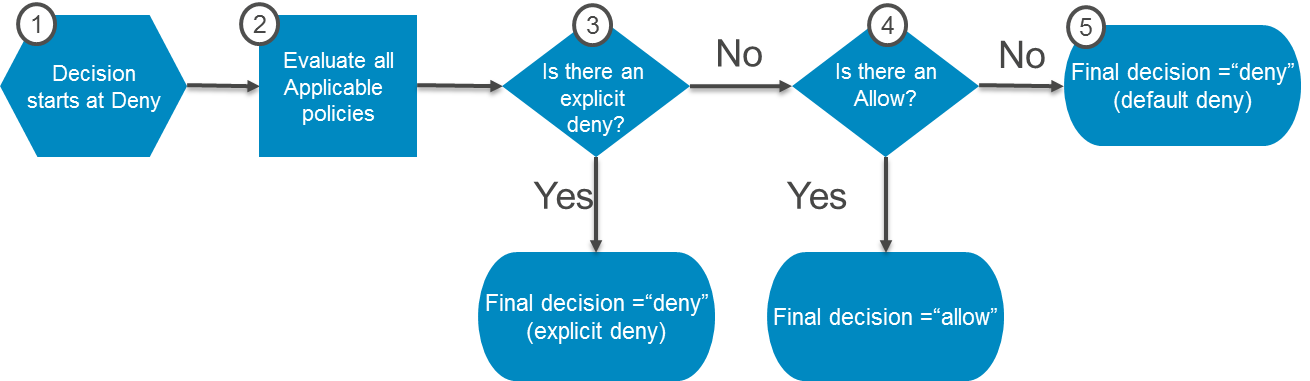 1
Decision
starts at Deny
2
Evaluate all
Applicable
policies
3
Is there an
explicit
deny?
No
4
Is there an
Allow?
No
5
Final decision =“deny”
(default deny)
Yes
Yes
Final decision =“deny”
(explicit deny)
Final decision =“allow”